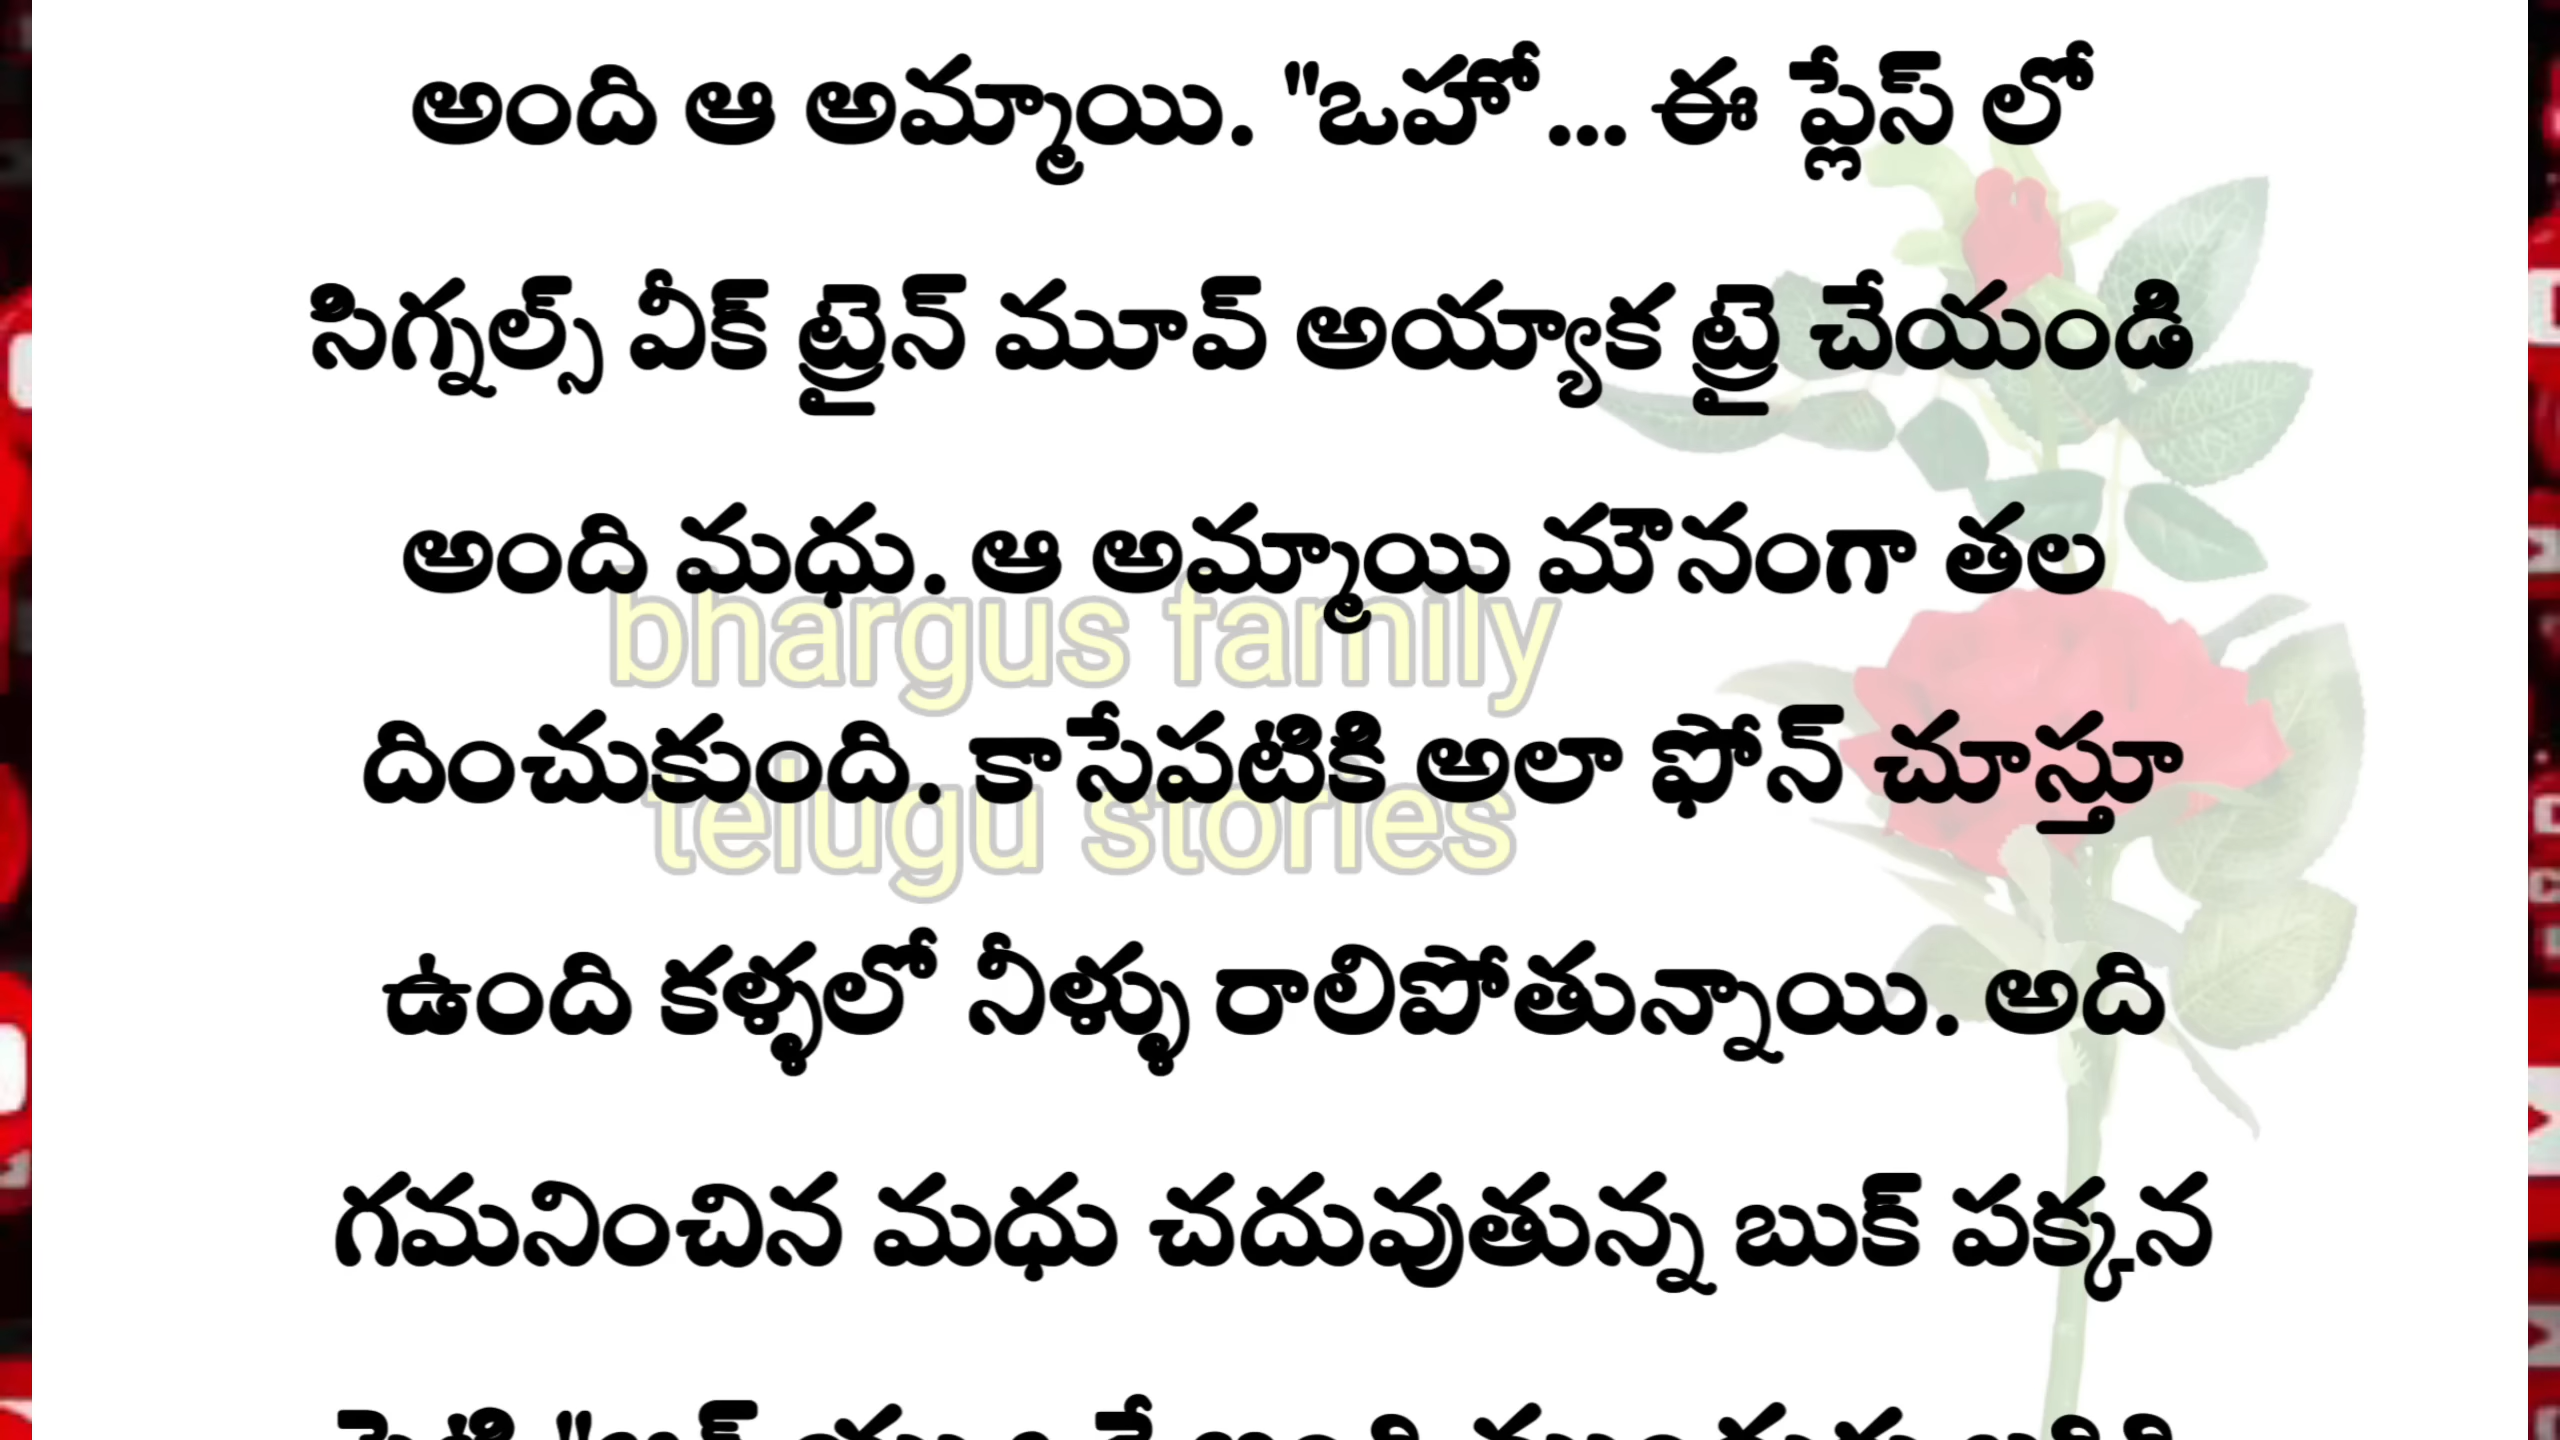 అంది ఆ అమ్మాయి. "ఓహో... ఈ ప్లేస్ లో
సిగ్నల్స్ వీక్ ట్రైన్ మూవ్ అయ్యాక ట్రై చేయండి
అంది మధు. ఆ అమ్మాయి మౌనంగా తల
bhargus family
దించుకుంది. కాసేపటికి అలా ఫోన్ చూస్తూ
telugu stories
ఉంది కళ్ళలో నీళ్ళు రాలిపోతున్నాయి. అది
గమనించిన మధు చదువుతున్న బుక్ పక్కన